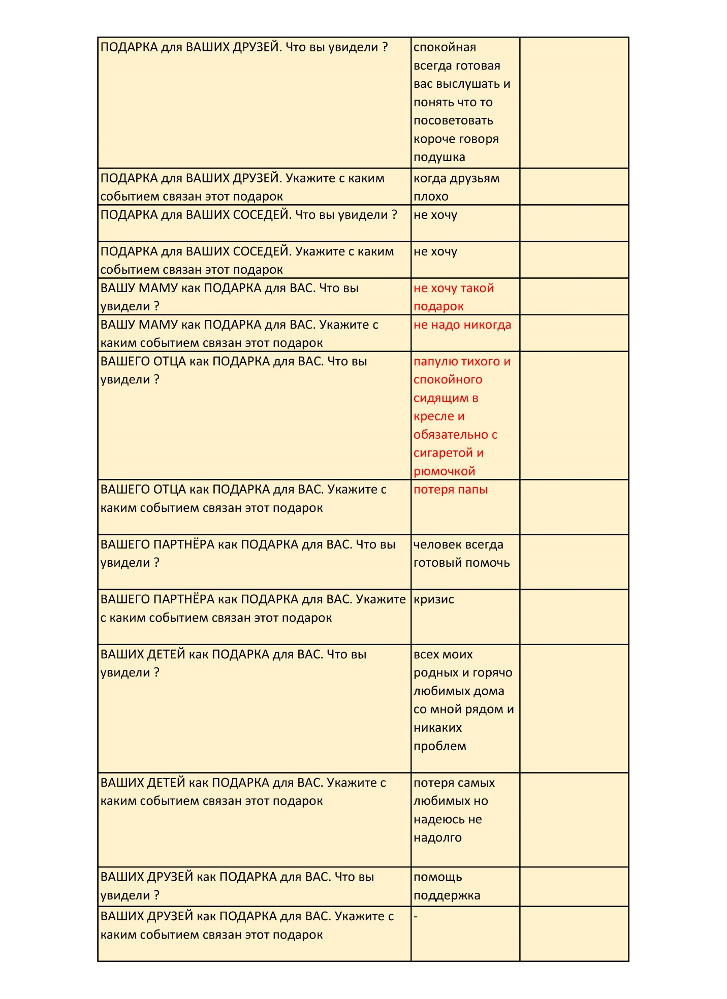 ПОДАРКА для ВАШИХ ДРУЗЕЙ. Что вы увидели ?
спокойная
всегда готовая
вас выслушать и
понять что то
посоветовать
короче говоря
подушка
ПОДАРКА для ВАШИХ ДРУЗЕЙ. Укажите с каким
событием связан этот подарок
когда друзьям
плохо
ПОДАРКА для ВАШИХ СОСЕДЕЙ. Что вы увидели ?
не хочу
ПОДАРКА для ВАШИХ СОСЕДЕЙ. Укажите с каким
событием связан этот подарок
не хочу
ВАШУ МАМУ как ПОДАРКА для ВАС. Что вы
увидели ?
не хочу такой
подарок
ВАШУ МАМУ как ПОДАРКА для ВАС. Укажите с
каким событием связан этот подарок
не надо никогда
ВАШЕГО ОТЦА как ПОДАРКА для ВАС. Что вы
увидели ?
папулю тихого и
спокойного
сидящим в
кресле и
обязательно с
сигаретой и
рюмочкой
ВАШЕГО ОТЦА как ПОДАРКА для ВАС. Укажите с
каким событием связан этот подарок
потеря папы
ВАШЕГО ПАРТНЁРА как ПОДАРКА для ВАС. Что вы
увидели ?
человек всегда
готовый помочь
ВАШЕГО ПАРТНЁРА как ПОДАРКА для ВАС. Укажите
с каким событием связан этот подарок
кризис
ВАШИХ ДЕТЕЙ как ПОДАРКА для ВАС. Что вы
увидели ?
всех моих
родных и горячо
любимых дома
со мной рядом и
никаких
проблем
ВАШИХ ДЕТЕЙ как ПОДАРКА для ВАС. Укажите с
каким событием связан этот подарок
потеря самых
любимых но
надеюсь не
надолго
ВАШИХ ДРУЗЕЙ как ПОДАРКА для ВАС. Что вы
увидели ?
помощь
поддержка
ВАШИХ ДРУЗЕЙ как ПОДАРКА для ВАС. Укажите с
каким событием связан этот подарок
-